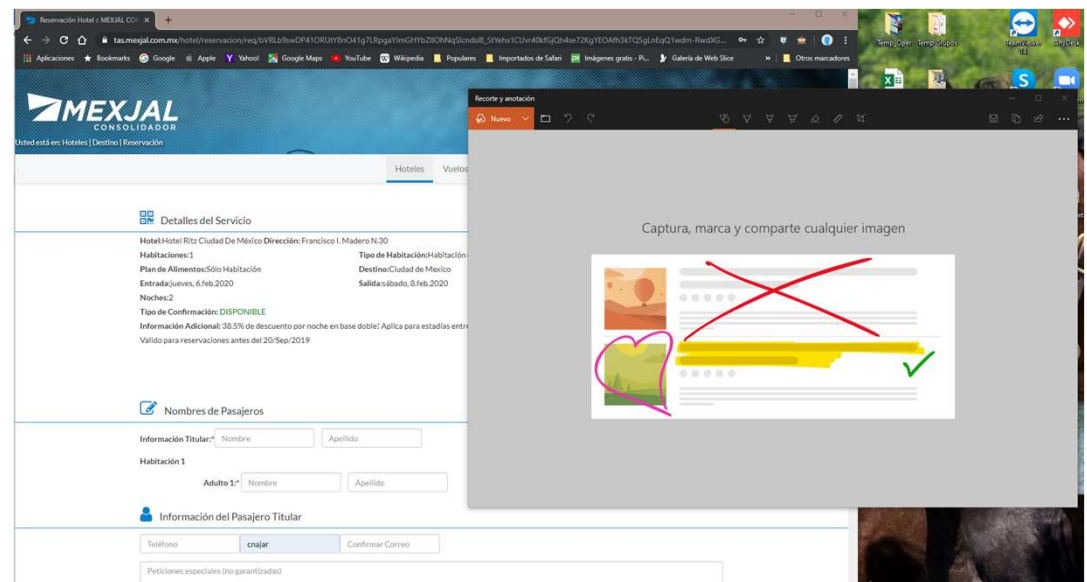 Reservación Hotel :: MEXJAL CO
tas.mexjal.com.mx/hotel/reservacion/req/
Aplicaciones Bookmarks Google Apple Yahoo! Google Maps YouTube Wikipedia Populares Importados de Safari Imágenes gratis - Pi... Galería de Web Slice » Otros marcadores
Temp_Oper Temp Grupos TeamViewer AnyDesk
MEXJAL
CONSOLIDADOR
Usted está en: Hoteles | Destino | Reservación
Hoteles Vuelos
Detalles del Servicio
Hotel:Hotel Ritz Ciudad De México Dirección: Francisco I. Madero N.30
Habitaciones:1 Tipo de Habitación:Habitación
Plan de Alimentos:Sólo Habitación Destino:Ciudad de Mexico
Entrada:jueves, 6.feb.2020 Salida:sábado, 8.feb.2020
Noches:2
Tipo de Confirmación: DISPONIBLE
Información Adicional: 38.5% de descuento por noche en base doble! Aplica para estadías entre
Valido para reservaciones antes del 20/Sep/2019
Nombres de Pasajeros
Información Titular:* Nombre Apellido
Habitación 1
Adulto 1:* Nombre Apellido
Información del Pasajero Titular
Teléfono cnajar Confirmar Correo
Peticiones especiales (no garantizadas)
Recorte y anotación
Nuevo
Captura, marca y comparte cualquier imagen